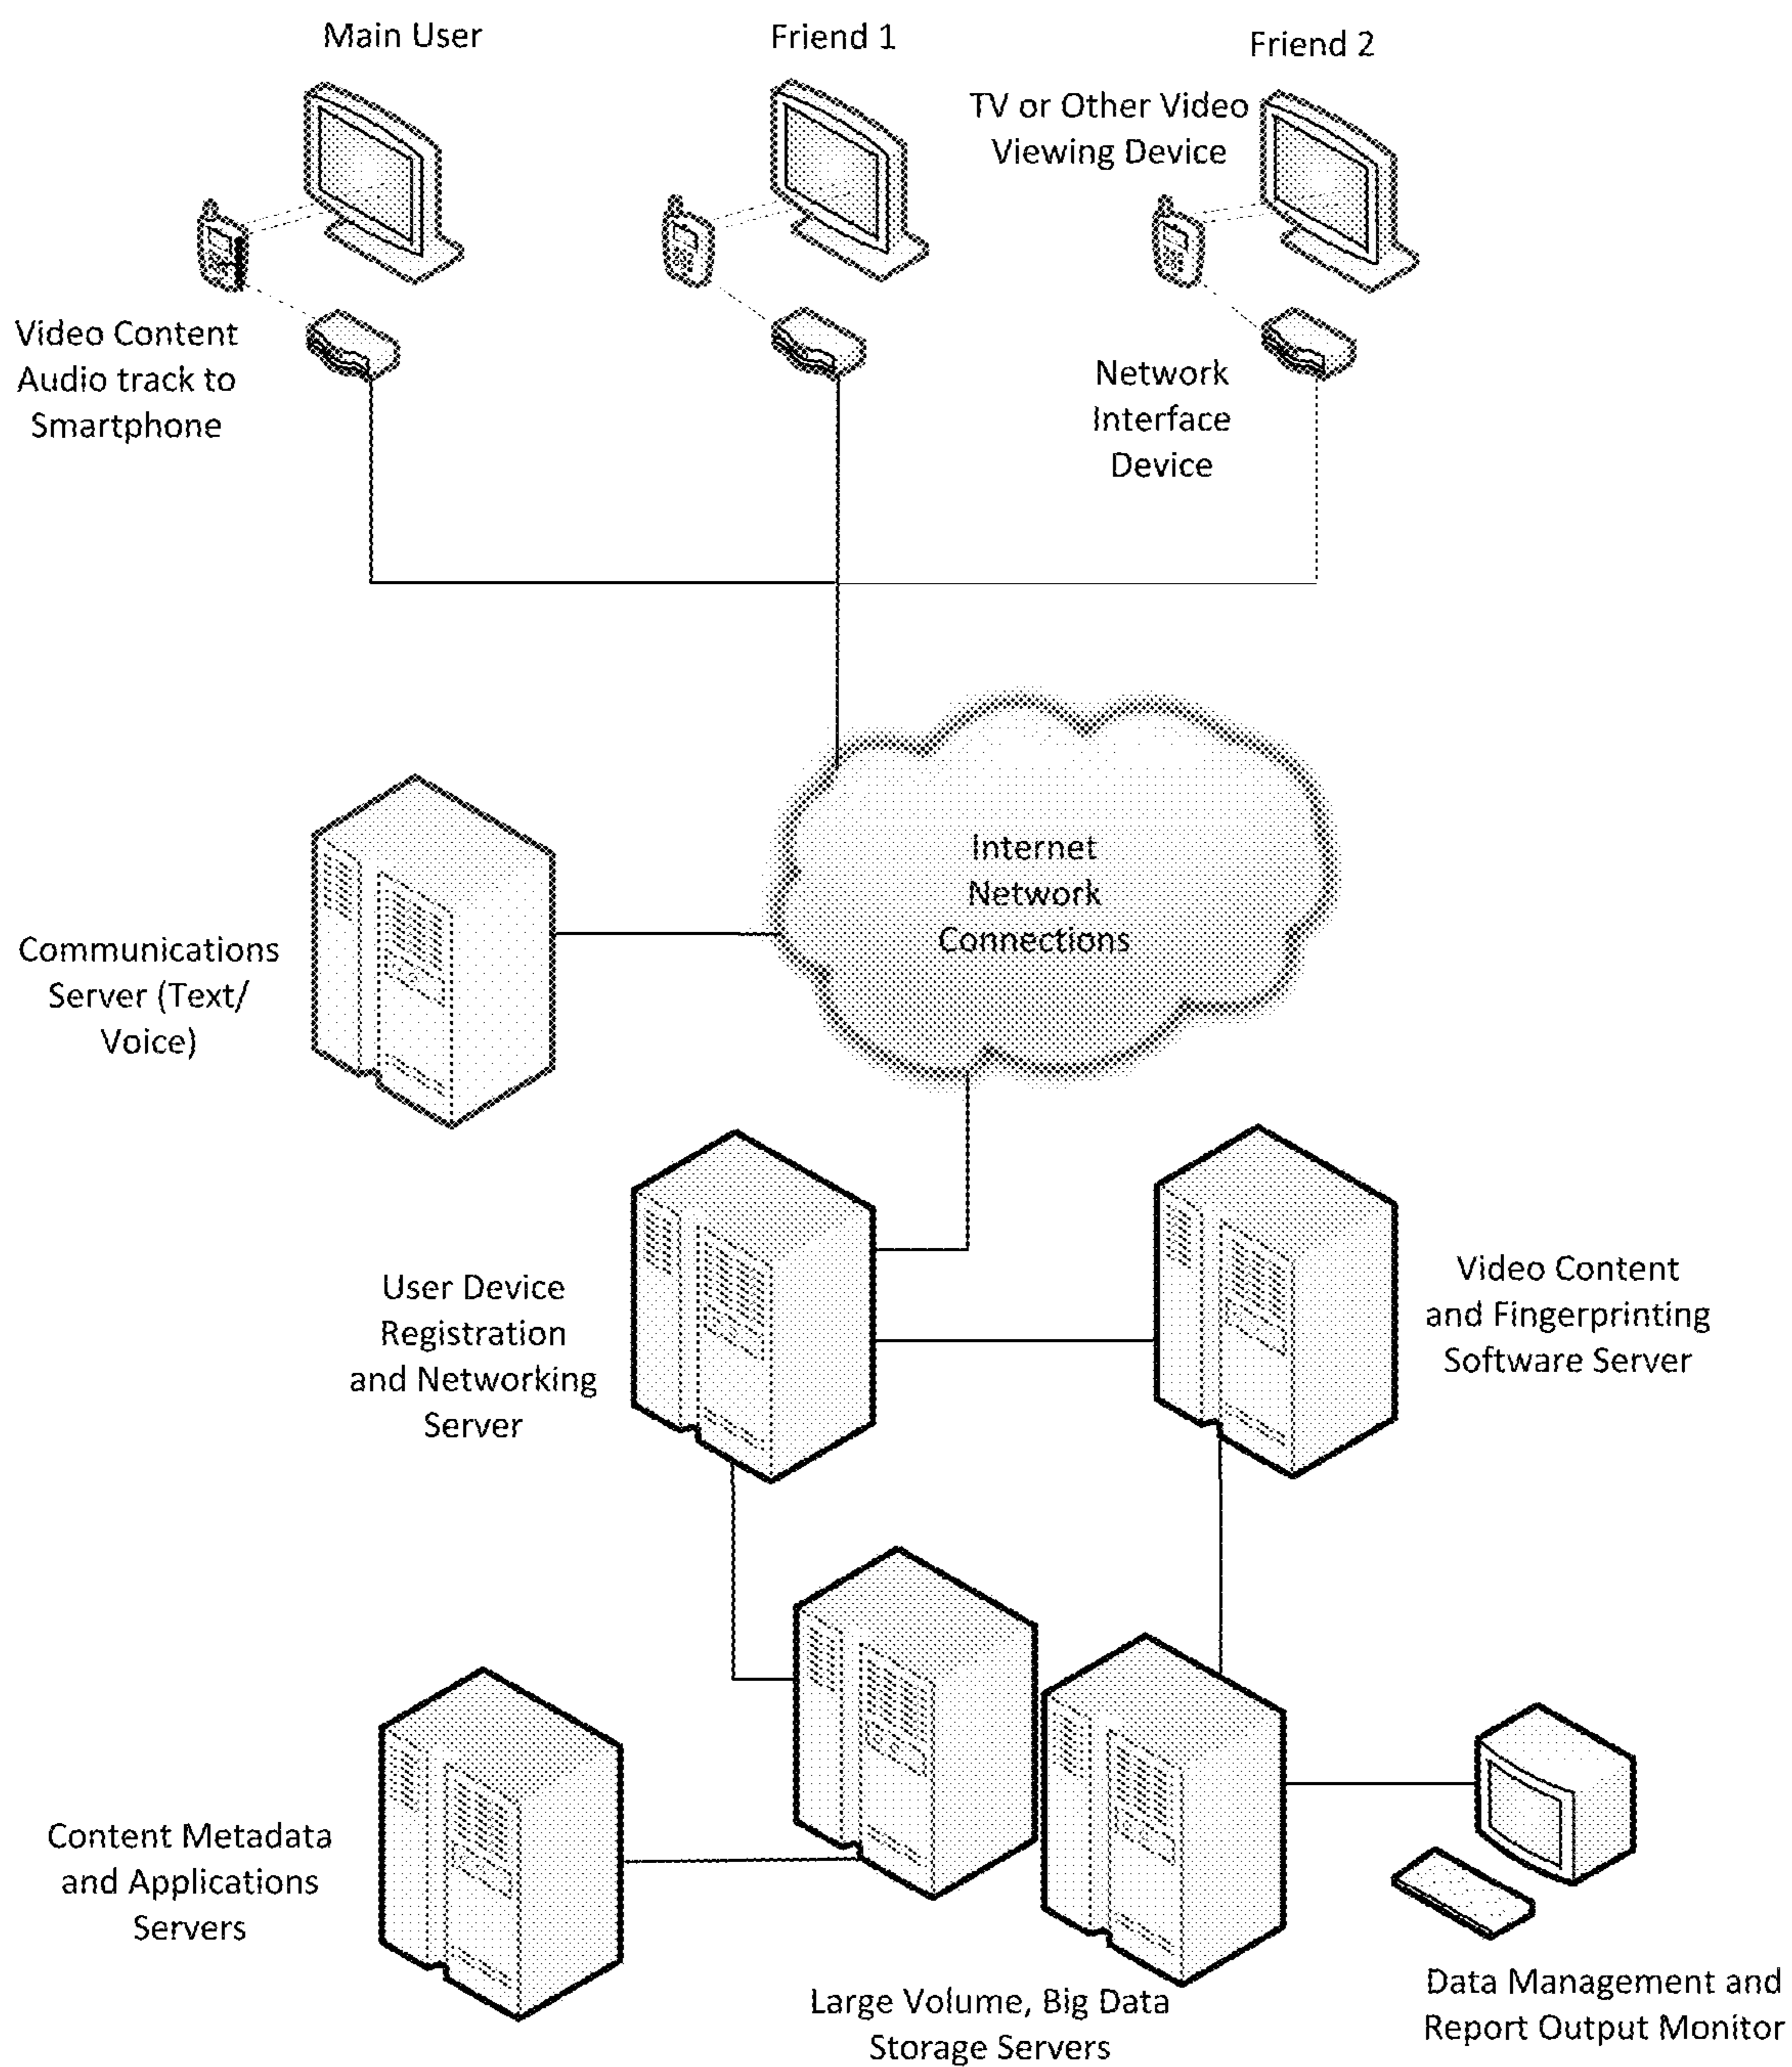 Main User
Friend 1
Friend 2
TV or Other Video
Viewing Device
Video Content
Audio track to
Smartphone
Network
Interface
Device
Internet
Network
Connections
Communications
Server (Text/
Voice)
User Device
Registration
and Networking
Server
Video Content
and Fingerprinting
Software Server
Content Metadata
and Applications
Servers
Large Volume, Big Data
Storage Servers
Data Management and
Report Output Monitor